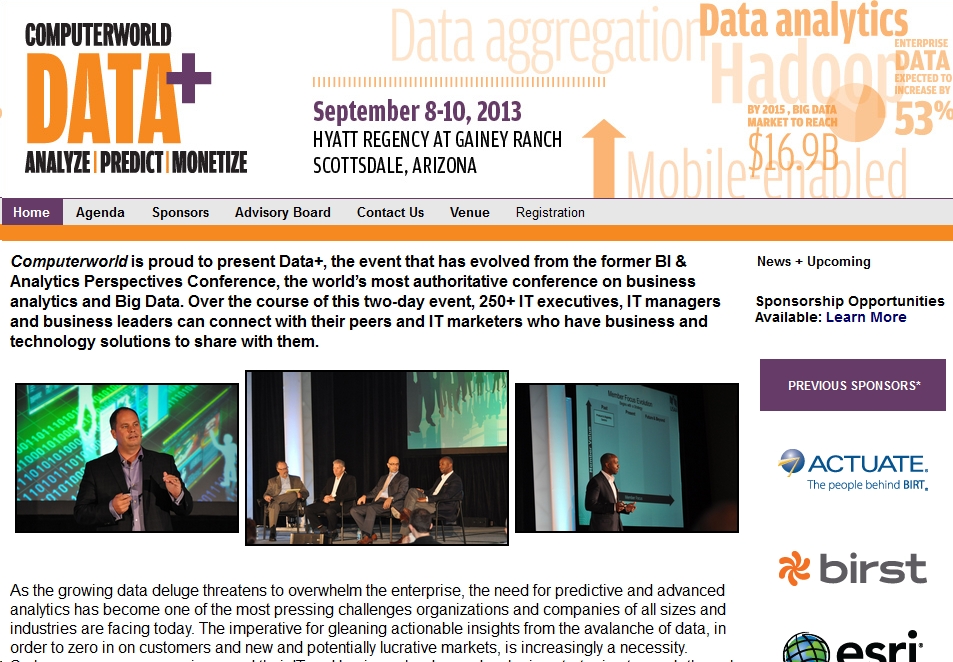 COMPUTERWORLD
DATA+
ANALYZE | PREDICT | MONETIZE
September 8-10, 2013
HYATT REGENCY AT GAINEY RANCH
SCOTTSDALE, ARIZONA
Data aggregation
Data analytics
Hadoop
ENTERPRISE
DATA
EXPECTED TO
INCREASE BY
53%
BY 2015, BIG DATA
MARKET TO REACH
$16.9B
Mobile-enabled
Home Agenda Sponsors Advisory Board Contact Us Venue Registration
Computerworld is proud to present Data+, the event that has evolved from the former BI &
Analytics Perspectives Conference, the world's most authoritative conference on business
analytics and Big Data. Over the course of this two-day event, 250+ IT executives, IT managers
and business leaders can connect with their peers and IT marketers who have business and
technology solutions to share with them.
Member Focus Evolution
Past
Present
Member Focus
As the growing data deluge threatens to overwhelm the enterprise, the need for predictive and advanced
analytics has become one of the most pressing challenges organizations and companies of all sizes and
industries are facing today. The imperative for gleaning actionable insights from the avalanche of data, in
order to zero in on customers and new and potentially lucrative markets, is increasingly a necessity.
News + Upcoming
Sponsorship Opportunities
Available: Learn More
PREVIOUS SPONSORS*
ACTUATE.
The people behind BIRT.
birst
esri